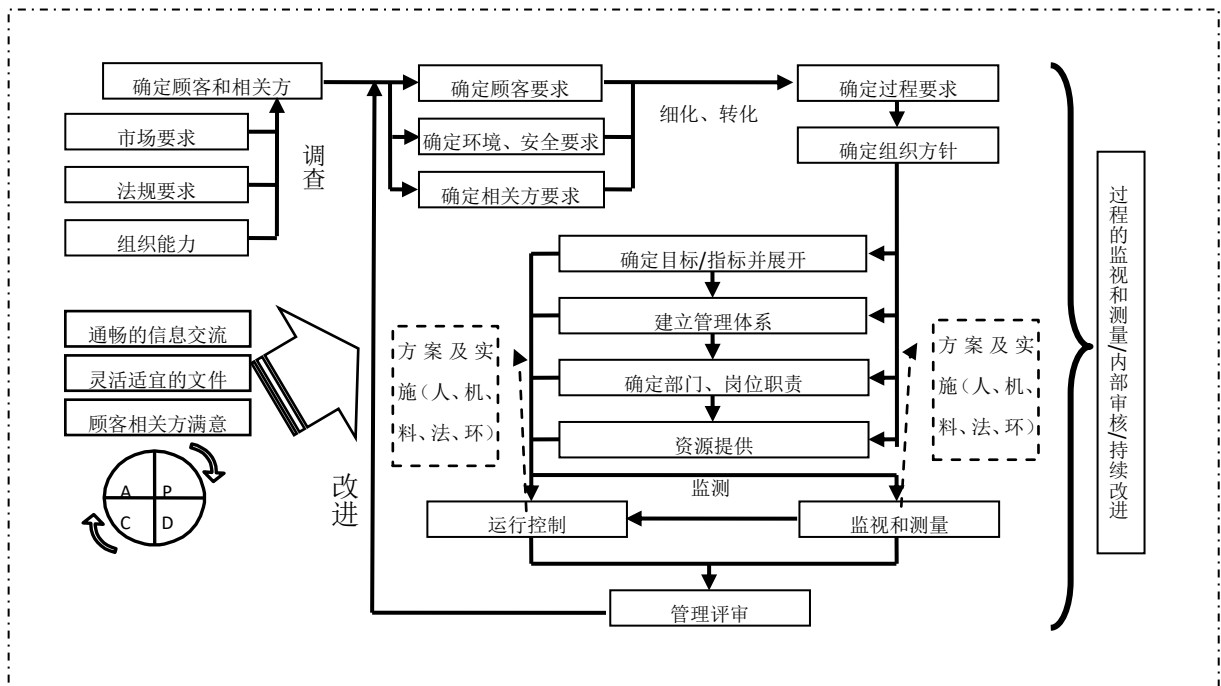 确定顾客和相关方
确定顾客要求
确定过程要求
市场要求
确定环境、安全要求
细化、转化
确定组织方针
调查
法规要求
确定相关方要求
组织能力
过程的监视和测量/内部审核/持续改进
确定目标/指标并展开
通畅的信息交流
建立管理体系
灵活适宜的文件
方案及实
施（人、机、
料、法、环）
确定部门、岗位职责
方案及实
施（人、机、
料、法、环）
顾客相关方满意
资源提供
改进
监测
A P
C D
运行控制
监视和测量
管理评审